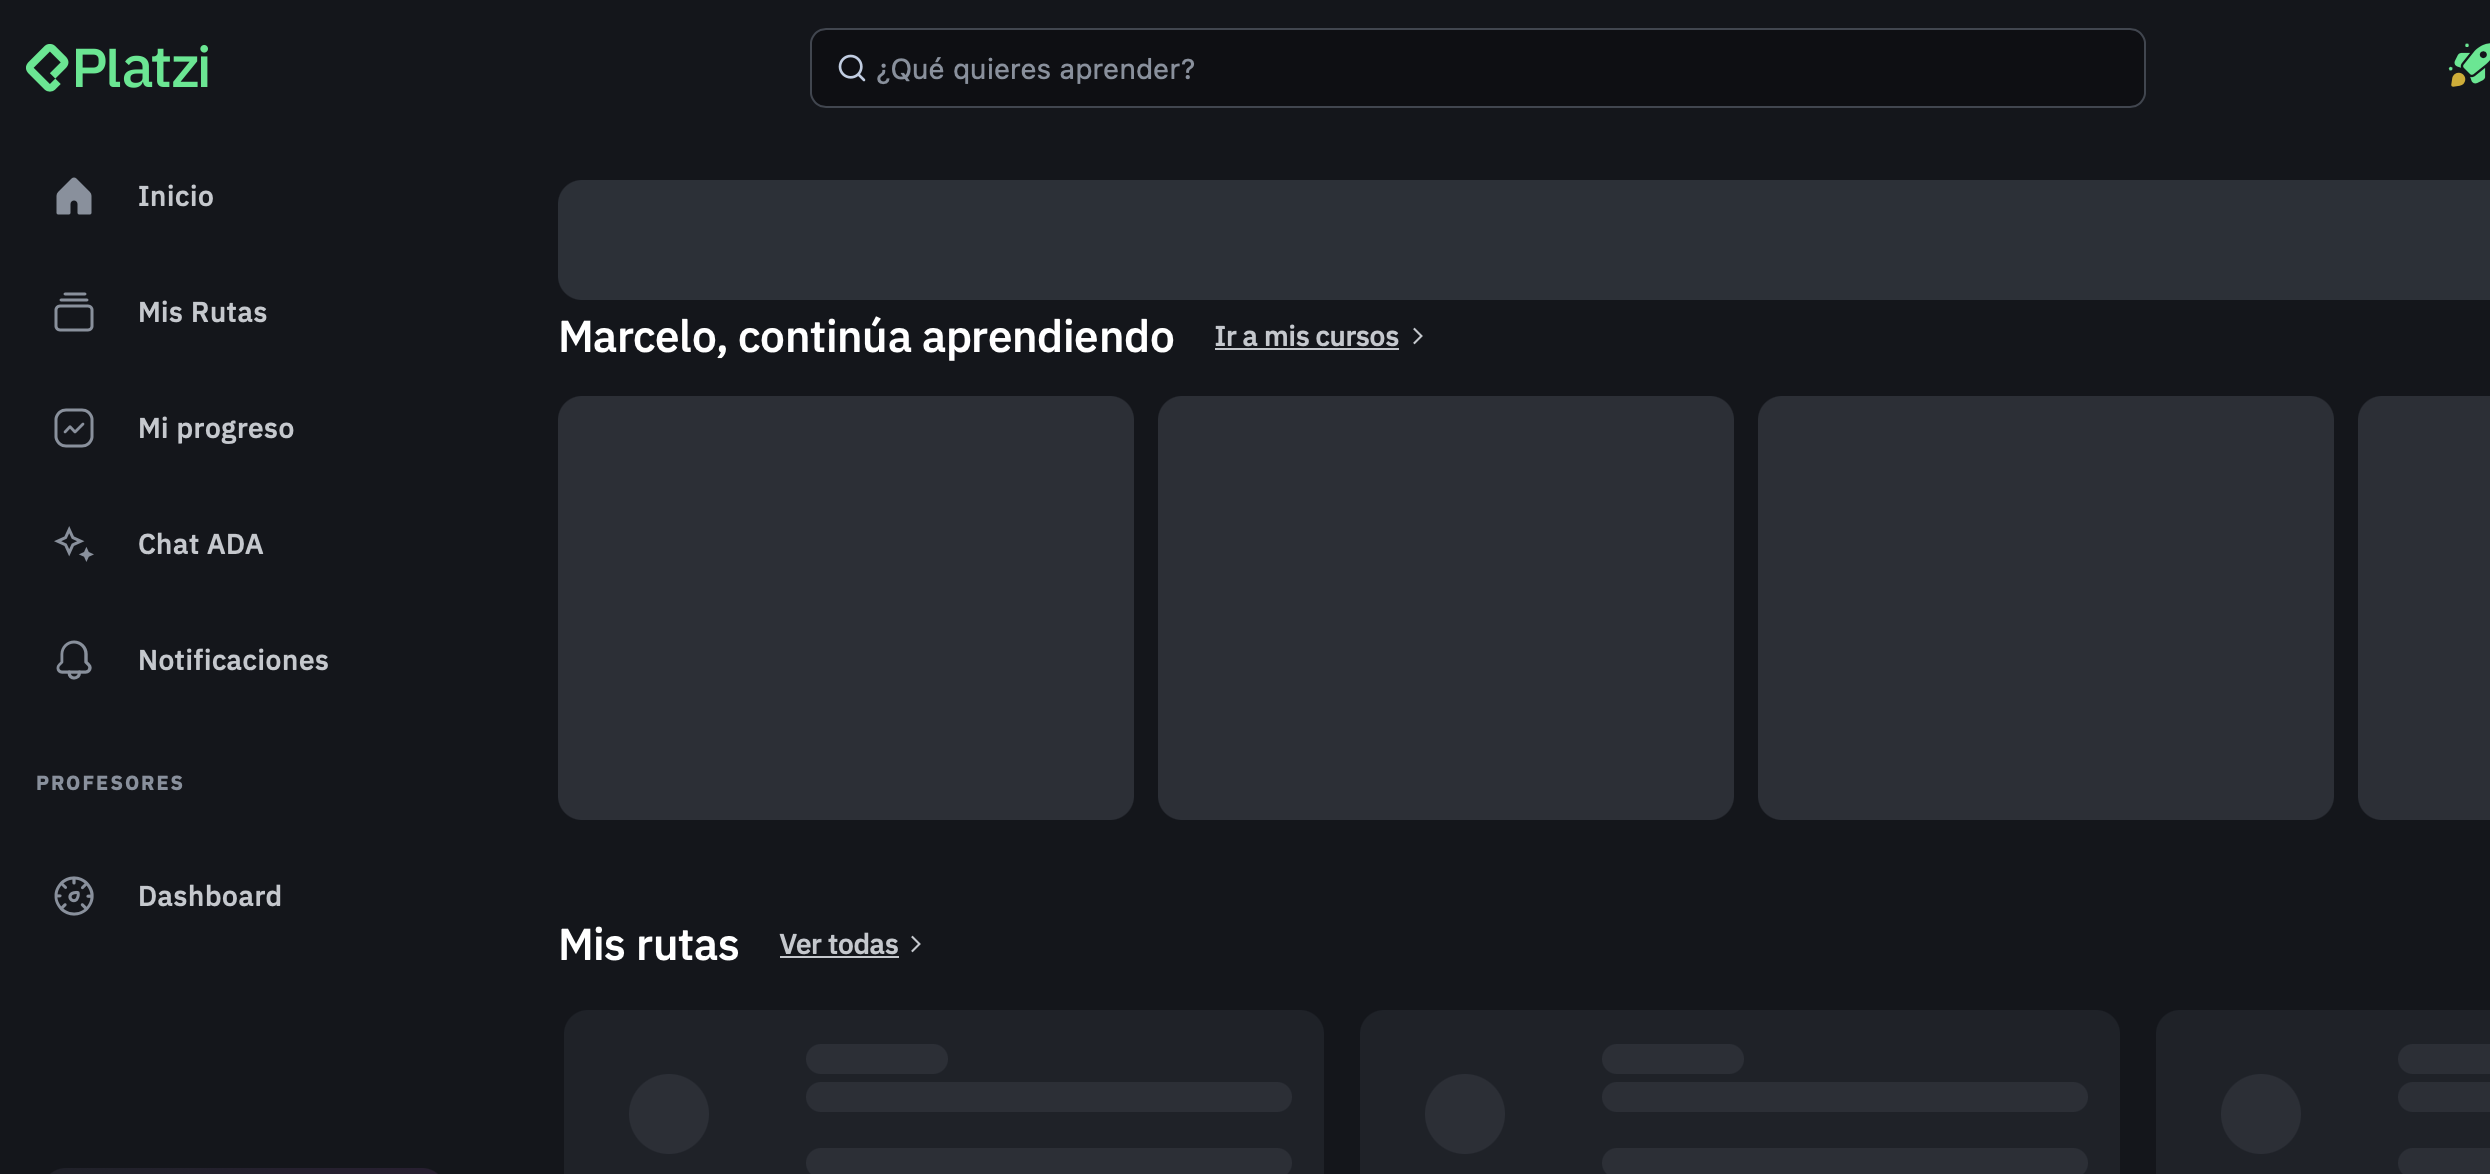 Platzi
¿Qué quieres aprender?
Inicio
Mis Rutas
Mi progreso
Chat ADA
Notificaciones
PROFESORES
Dashboard
Marcelo, continúa aprendiendo
Ir a mis cursos
Mis rutas
Ver todas